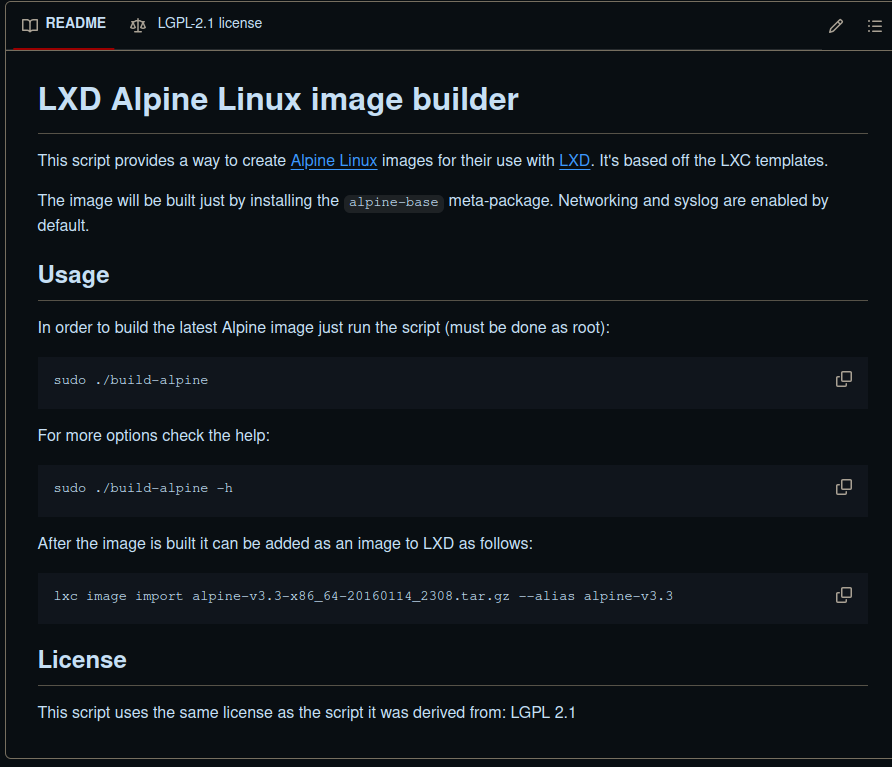 README
LGPL-2.1 license
LXD Alpine Linux image builder
This script provides a way to create Alpine Linux images for their use with LXD. It's based off the LXC templates.
The image will be built just by installing the alpine-base meta-package. Networking and syslog are enabled by
default.
Usage
In order to build the latest Alpine image just run the script (must be done as root):
sudo ./build-alpine
For more options check the help:
sudo ./build-alpine -h
After the image is built it can be added as an image to LXD as follows:
lxc image import alpine-v3.3-x86_64-20160114_2308.tar.gz --alias alpine-v3.3
License
This script uses the same license as the script it was derived from: LGPL 2.1